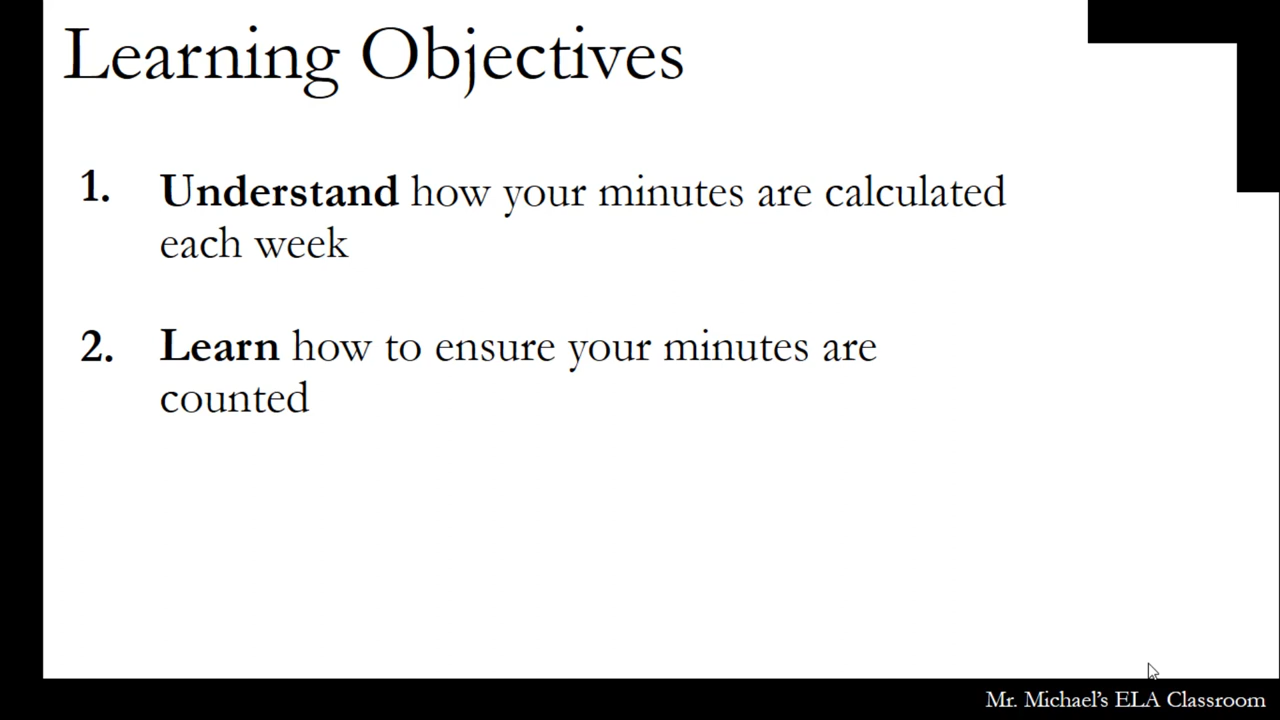 Learning Objectives
1. Understand how your minutes are calculated
each week
2. Learn how to ensure your minutes are
counted
Mr. Michael's ELA Classroom